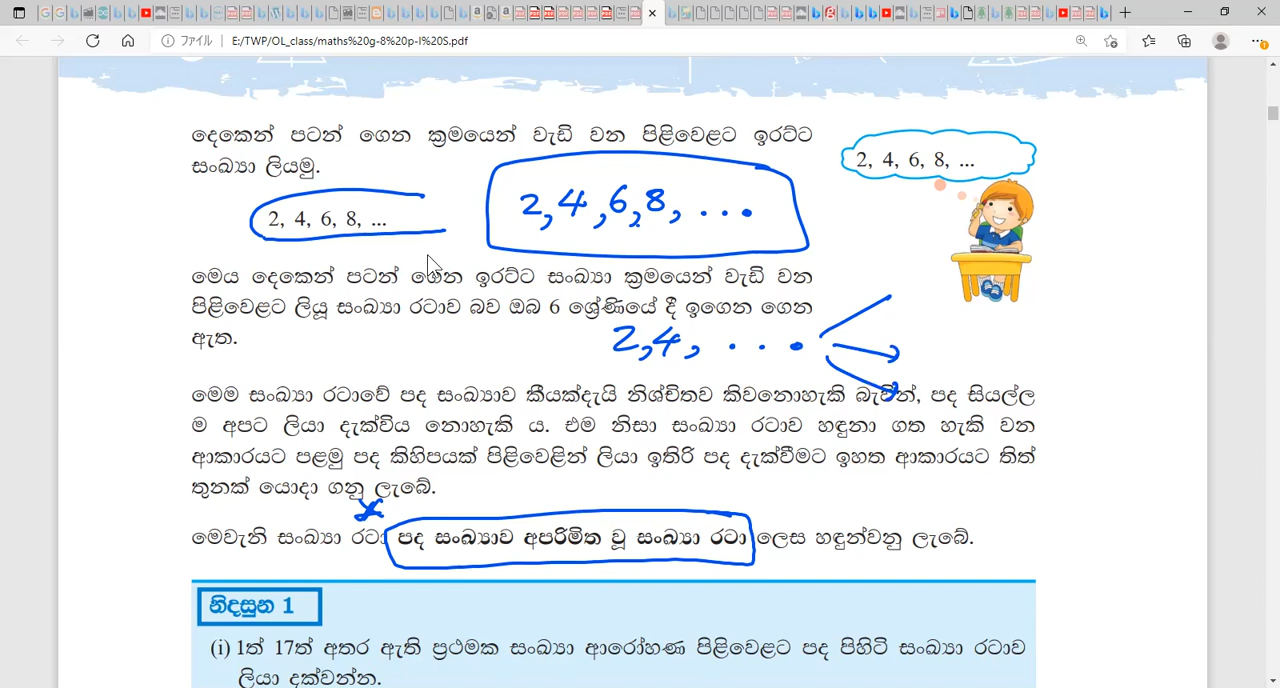 ファイル
E:/TWP/OL_class/maths%20g-8%20p-I%20S.pdf
දෙකෙන් පටන් ගෙන ක්‍රමයෙන් වැඩි වන පිළිවෙළට ඉරට්ට
සංඛ්‍යා ලියමු.
2, 4, 6, 8, ...
2, 4, 6, 8, ...
2, 4, 6, 8, ...
මෙය දෙකෙන් පටන් ගෙන ඉරට්ට සංඛ්‍යා ක්‍රමයෙන් වැඩි වන
පිළිවෙළට ලියූ සංඛ්‍යා රටාව බව ඔබ 6 ශ්‍රේණියේ දී ඉගෙන ගෙන
ඇත.
2, 4, ...
මෙම සංඛ්‍යා රටාවේ පද සංඛ්‍යාව කීයක්දැයි නිශ්චිතව කිවනොහැකි බැවින්, පද සියල්ල
ම අපට ලියා දැක්විය නොහැකි ය. එම නිසා සංඛ්‍යා රටාව හඳුනා ගත හැකි වන
ආකාරයට පළමු පද කිහිපයක් පිළිවෙළින් ලියා ඉතිරි පද දැක්වීමට ඉහත ආකාරයට තිත්
තුනක් යොදා ගනු ලැබේ.
මෙවැනි සංඛ්‍යා රටා පද සංඛ්‍යාව අපරිමිත වූ සංඛ්‍යා රටා ලෙස හඳුන්වනු ලැබේ.
නිදසුන 1
(i) 1ත් 17ත් අතර ඇති ප්‍රථමක සංඛ්‍යා ආරෝහණ පිළිවෙළට පද පිහිටි සංඛ්‍යා රටාව
ලියා දක්වන්න.